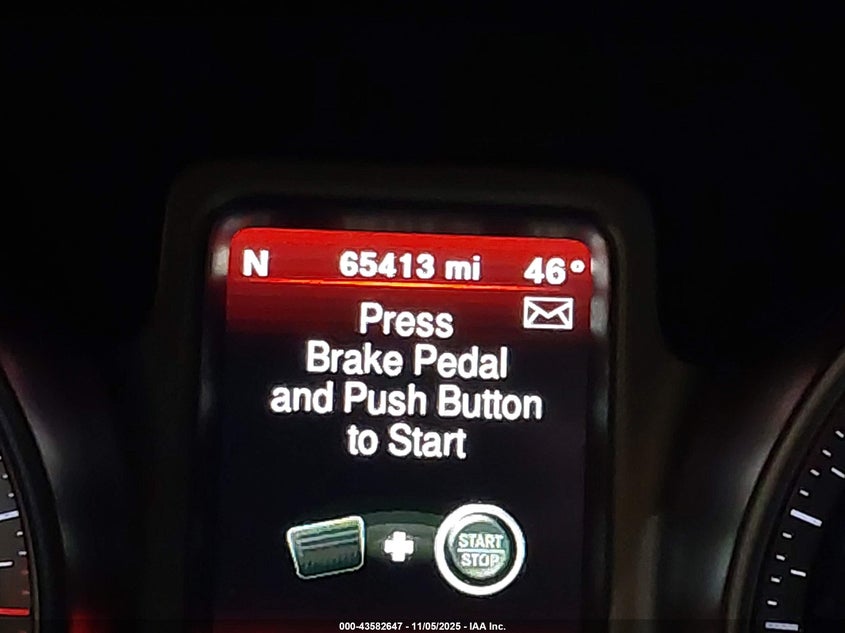 N 65413 mi 46°
Press
Brake Pedal
and Push Button
to Start
START
STOP
000-43582647 - 11/05/2025 - IAA Inc.